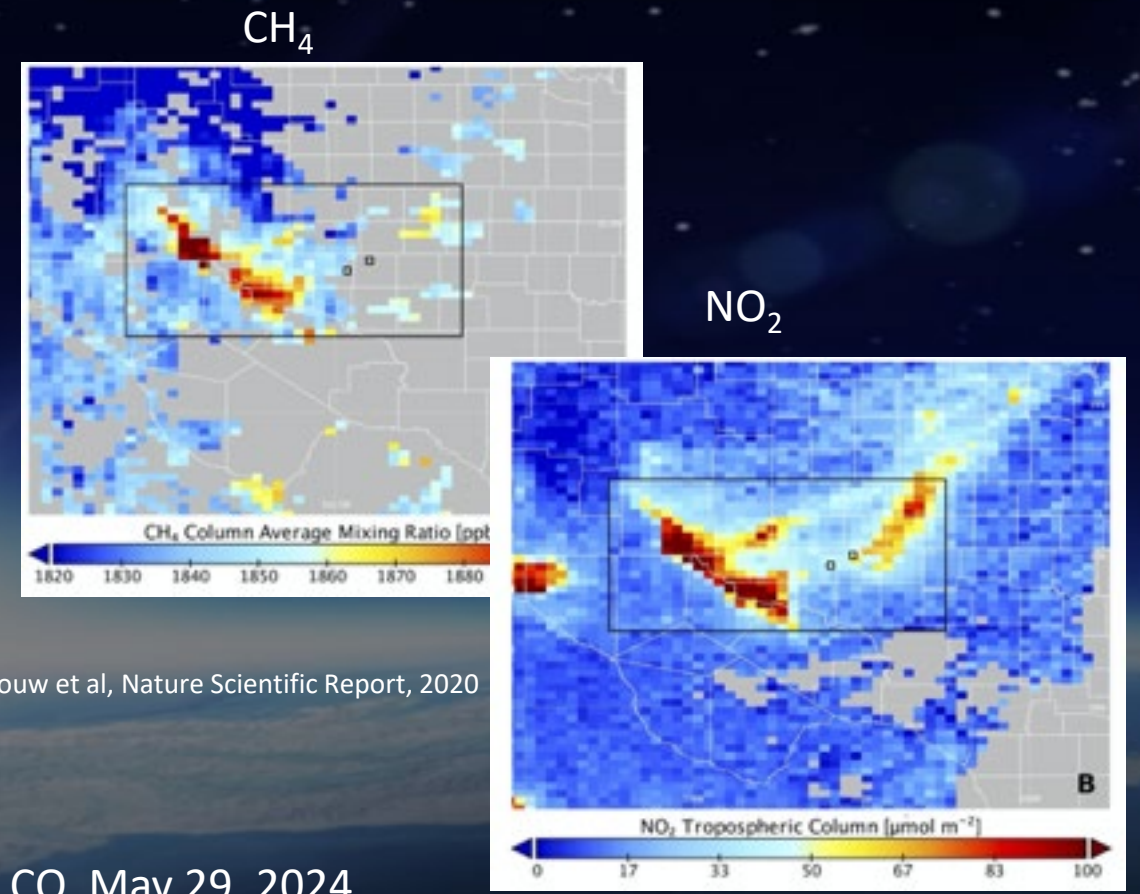 CH₄
CH₄ Column Average Mixing Ratio [ppb
1820 1830 1840 1850 1860 1870 1880
NO₂
B
NO₂ Tropospheric Column [μmol m⁻²]
0 17 33 50 67 83 100
ouw et al, Nature Scientific Report, 2020
CO, May 29, 2024